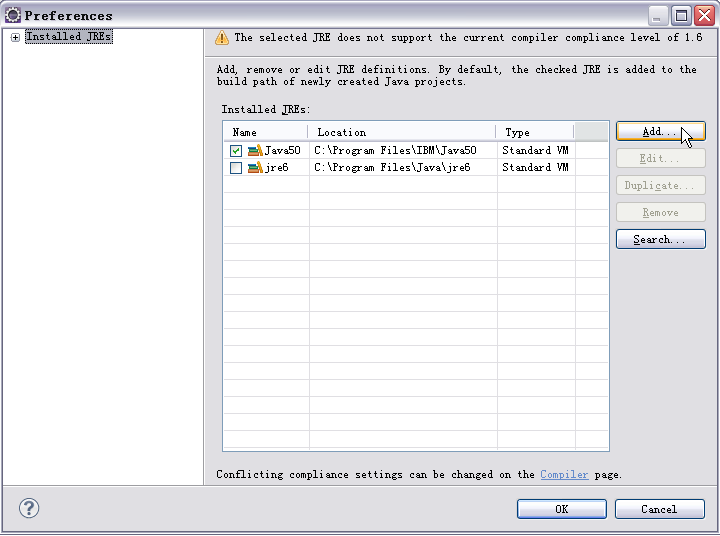 Preferences
Installed JREs
The selected JRE does not support the current compiler compliance level of 1.6
Add, remove or edit JRE definitions. By default, the checked JRE is added to the
build path of newly created Java projects.
Installed JREs:
Name Location Type
Java50 C:\Program Files\IBM\Java50 Standard VM
jre6 C:\Program Files\Java\jre6 Standard VM
Add...
Edit...
Duplicate...
Remove
Search...
Conflicting compliance settings can be changed on the Compiler page.
OK Cancel